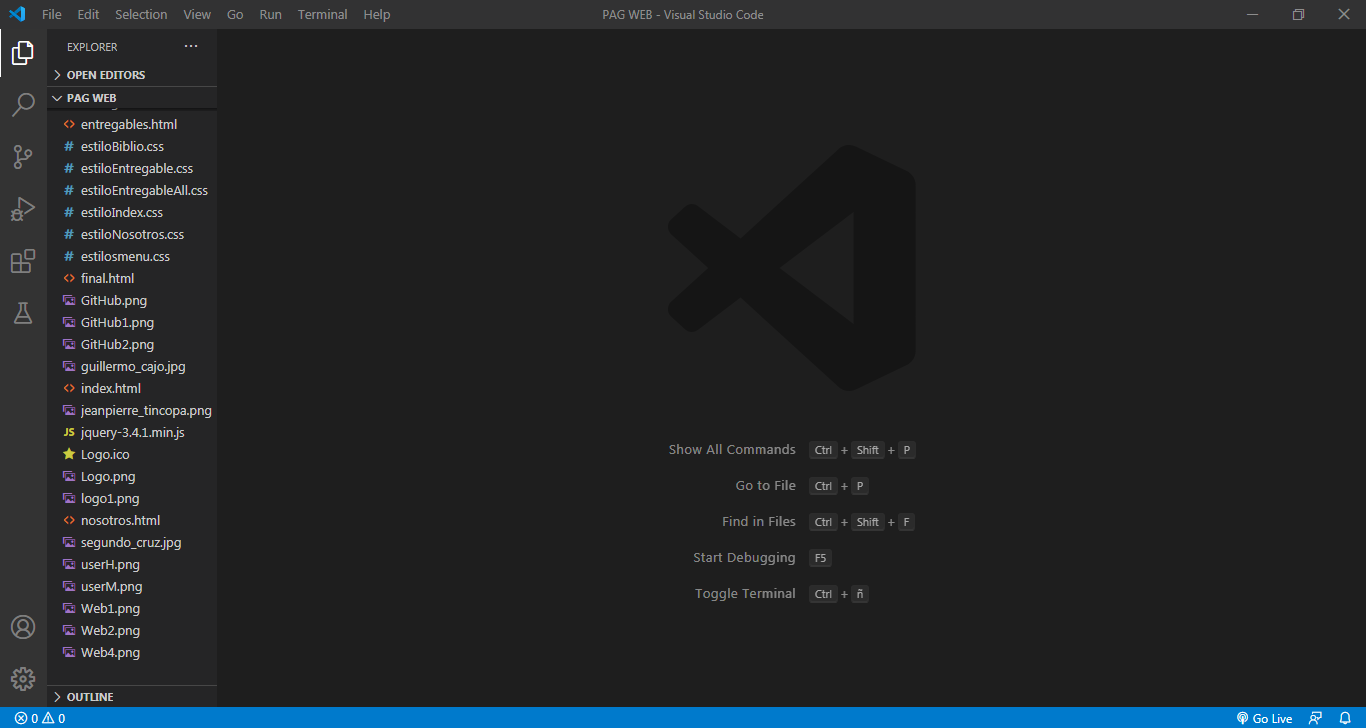 File Edit Selection View Go Run Terminal Help PAG WEB - Visual Studio Code
EXPLORER ···
OPEN EDITORS
PAG WEB
entregables.html
estiloBiblio.css
estiloEntregable.css
estiloEntregableAll.css
estiloIndex.css
estiloNosotros.css
estilosmenu.css
final.html
GitHub.png
GitHub1.png
GitHub2.png
guillermo_cajo.jpg
index.html
jeanpierre_tincopa.png
JS jquery-3.4.1.min.js
Logo.ico
Logo.png
logo1.png
nosotros.html
segundo_cruz.jpg
userH.png
userM.png
Web1.png
Web2.png
Web4.png
OUTLINE
Show All Commands Ctrl + Shift + P
Go to File Ctrl + P
Find in Files Ctrl + Shift + F
Start Debugging F5
Toggle Terminal Ctrl + ñ
0 0 Go Live